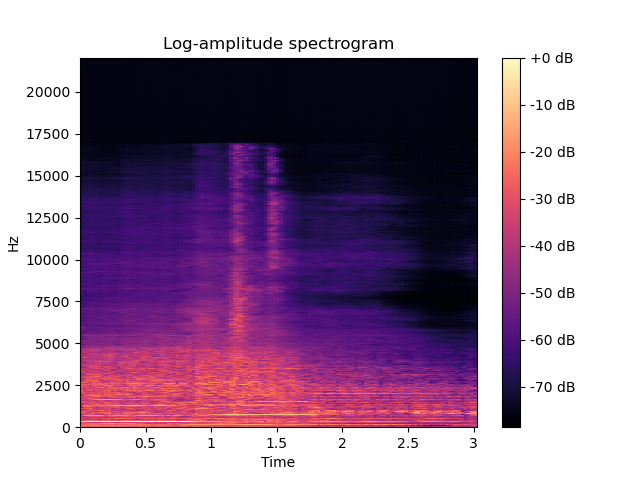 Log-amplitude spectrogram
Hz
20000
17500
15000
12500
10000
7500
5000
2500
0
0 0.5 1 1.5 2 2.5 3
Time
+0 dB
-10 dB
-20 dB
-30 dB
-40 dB
-50 dB
-60 dB
-70 dB